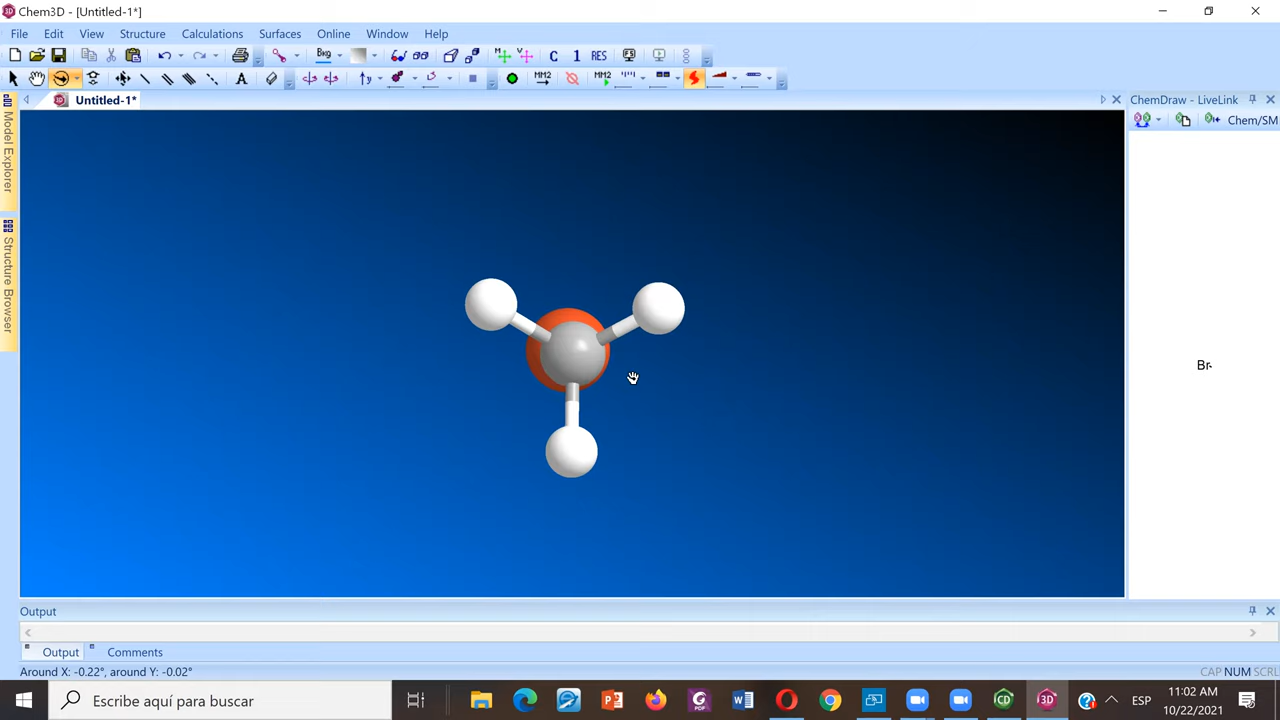 Chem3D - [Untitled-1*]
File Edit View Structure Calculations Surfaces Online Window Help
Bkg M V C 1 RES
A y MM2 MM2
Untitled-1*
ChemDraw - LiveLink
Chem/SM
Model Explorer
Structure Browser
Br
Output
Output Comments
Around X: -0.22°, around Y: -0.02°
CAP NUM SCRL
Escribe aquí para buscar
ESP
11:02 AM
10/22/2021